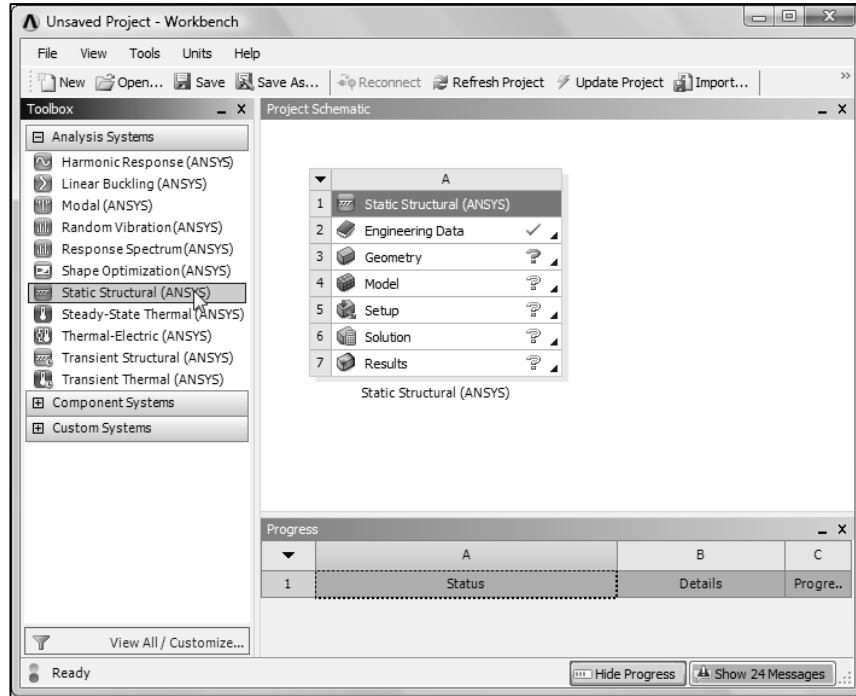 Unsaved Project - Workbench
File View Tools Units Help
New Open... Save Save As... Reconnect Refresh Project Update Project Import... »
Toolbox
Analysis Systems
Harmonic Response (ANSYS)
Linear Buckling (ANSYS)
Modal (ANSYS)
Random Vibration (ANSYS)
Response Spectrum (ANSYS)
Shape Optimization (ANSYS)
Static Structural (ANSYS)
Steady-State Thermal (ANSYS)
Thermal-Electric (ANSYS)
Transient Structural (ANSYS)
Transient Thermal (ANSYS)
Component Systems
Custom Systems
View All / Customize...
Project Schematic
A
1 Static Structural (ANSYS)
2 Engineering Data
3 Geometry
4 Model
5 Setup
6 Solution
7 Results
Static Structural (ANSYS)
Progress
A B C
1 Status Details Progre..
Ready Hide Progress Show 24 Messages